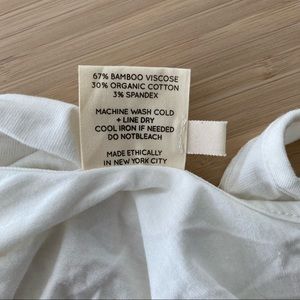 67% BAMBOO VISCOSE
30% ORGANIC COTTON
3% SPANDEX
MACHINE WASH COLD
+ LINE DRY
COOL IRON IF NEEDED
DO NOTBLEACH
MADE ETHICALLY
IN NEW YORK CITY